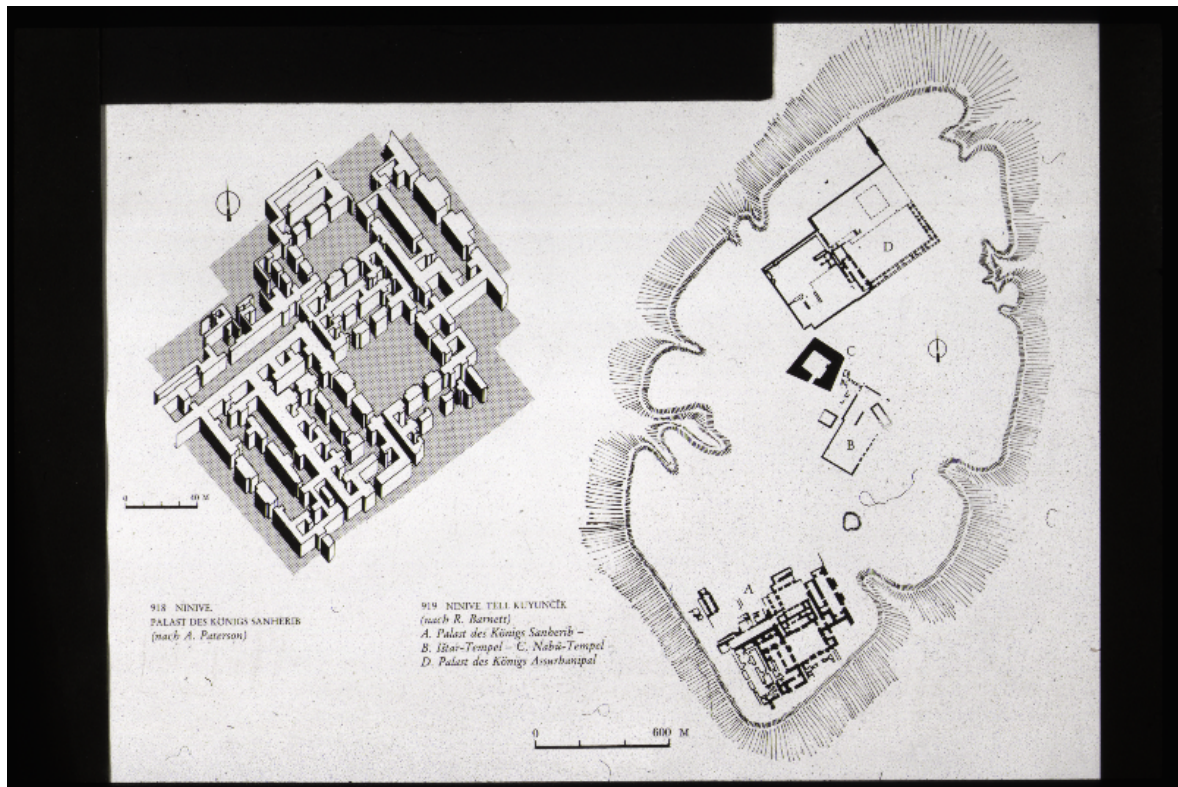 918 NINIVE.
PALAST DES KÖNIGS SANHERIB
(nach A. Paterson)
919 NINIVE TELL KUYUNCÎK
(nach R. Barnett)
A. Palast des Königs Sanherib –
B. Ištar-Tempel – C. Nabû-Tempel
D. Palast des Königs Assurbanipal
0 40 M
0 600 M
A
B
C
D